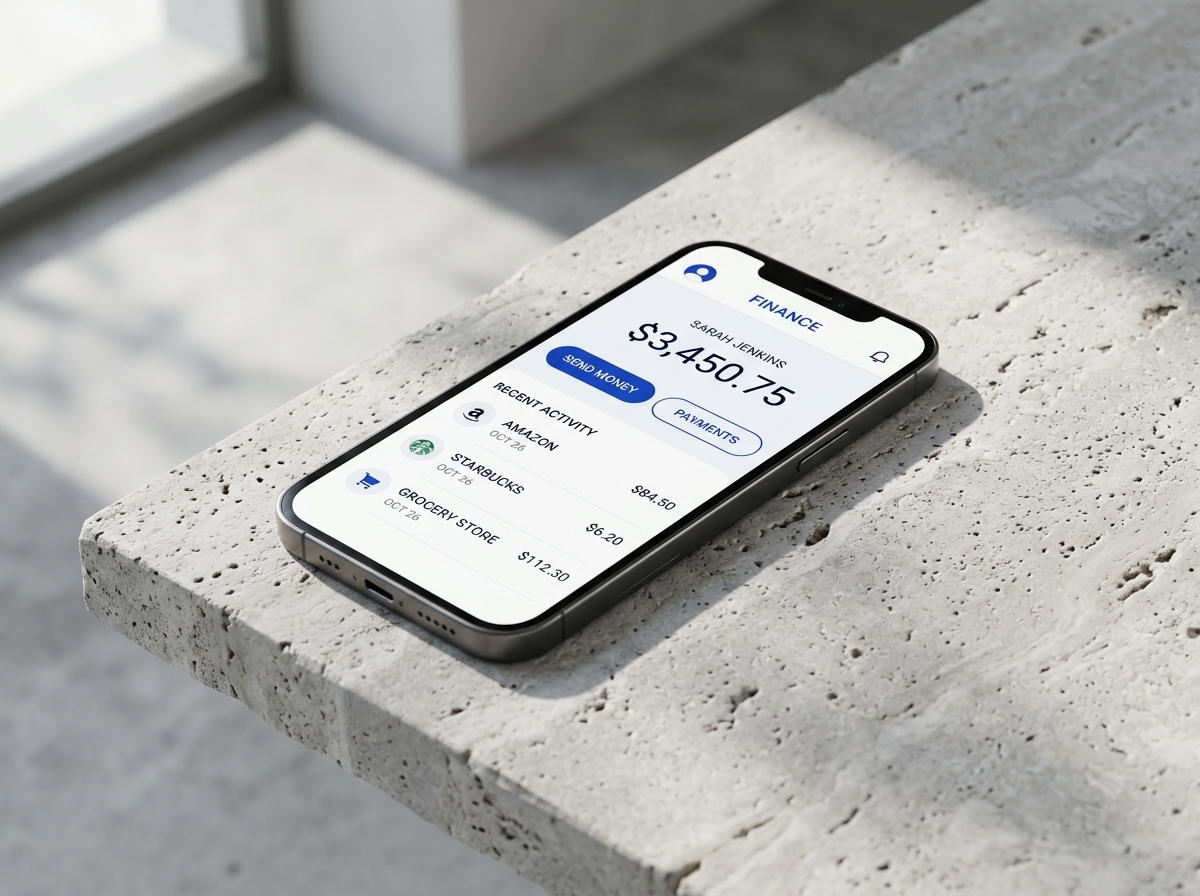 FINANCE
SARAH JENKINS
$3,450.75
SEND MONEY
PAYMENTS
RECENT ACTIVITY
AMAZON
OCT 26
$84.50
STARBUCKS
OCT 26
$6.20
GROCERY STORE
OCT 26
$112.30